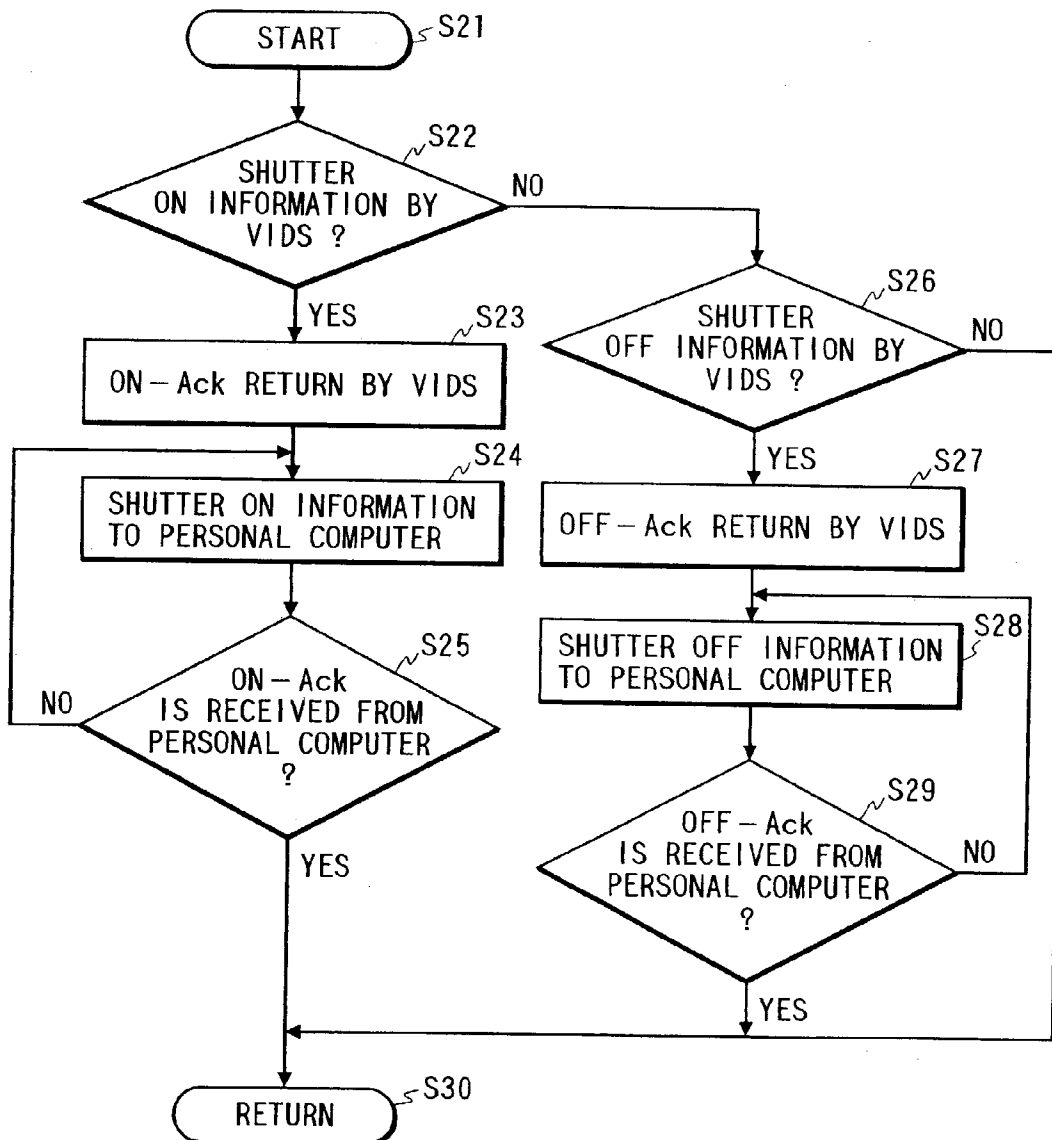 START
S21
S22
SHUTTER
ON INFORMATION BY
VIDS ?
NO
YES
S23
ON-Ack RETURN BY VIDS
S24
SHUTTER ON INFORMATION
TO PERSONAL COMPUTER
S25
ON-Ack
IS RECEIVED FROM
PERSONAL COMPUTER
?
NO
YES
S26
SHUTTER
OFF INFORMATION BY
VIDS ?
NO
YES
S27
OFF-Ack RETURN BY VIDS
S28
SHUTTER OFF INFORMATION
TO PERSONAL COMPUTER
S29
OFF-Ack
IS RECEIVED FROM
PERSONAL COMPUTER
?
NO
YES
S30
RETURN